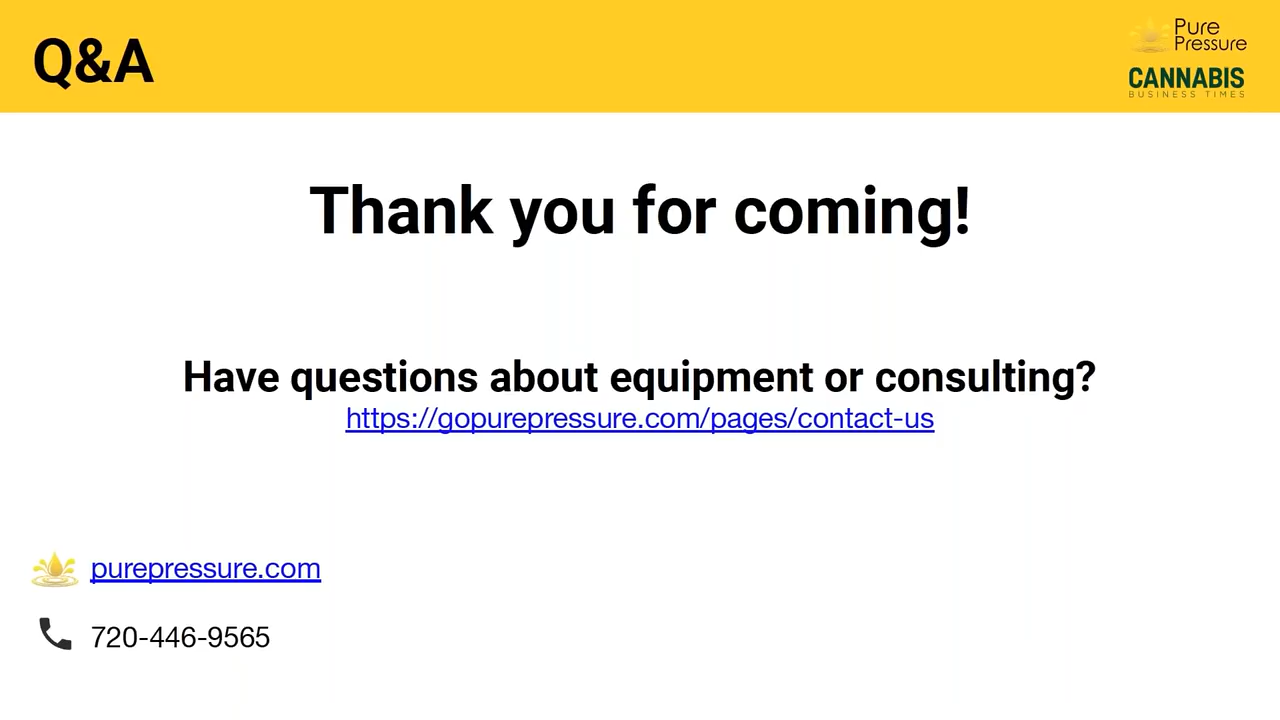 Q&A
Pure
Pressure
CANNABIS
BUSINESS TIMES
Thank you for coming!
Have questions about equipment or consulting?
https://gopurepressure.com/pages/contact-us
purepressure.com
720-446-9565